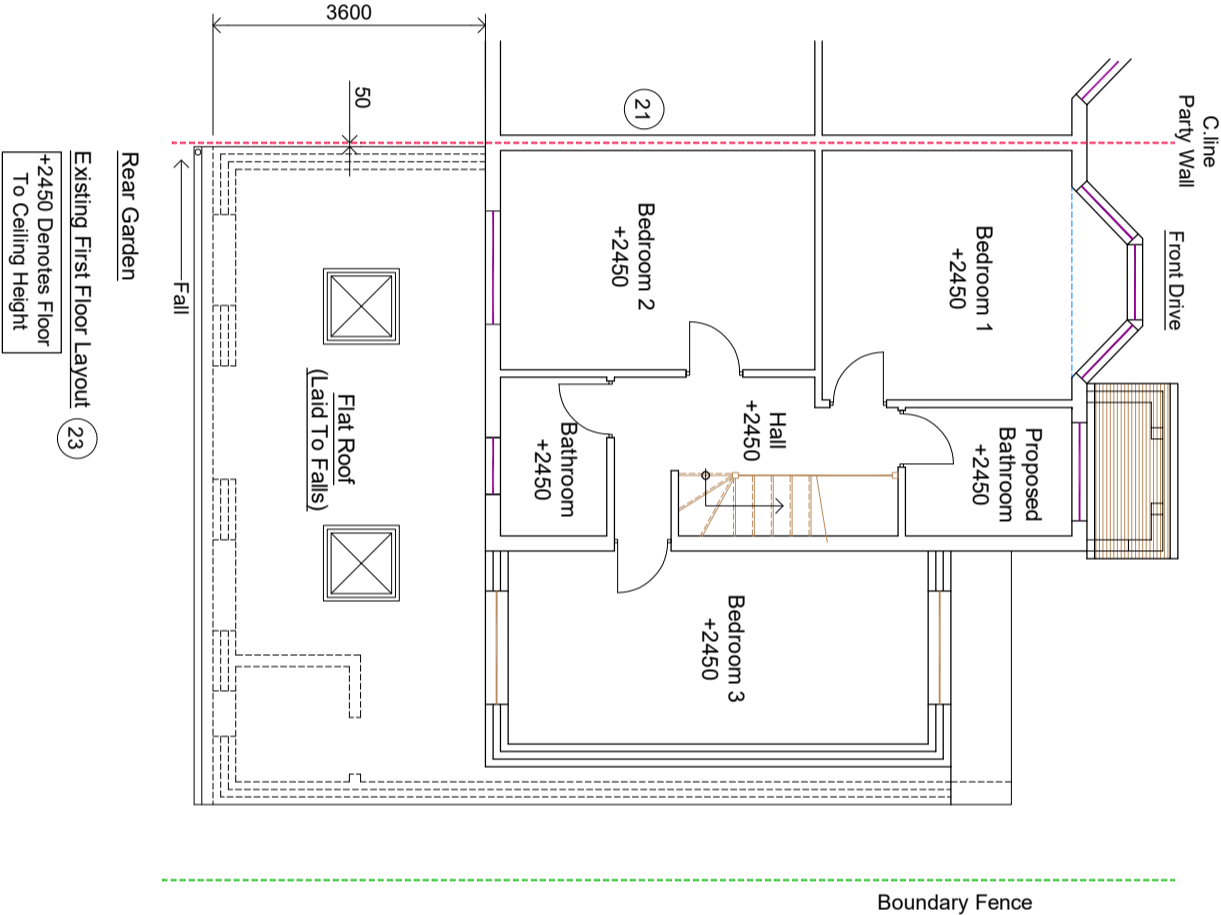 3600
50
C.line
Party Wall
Front Drive
21
Bedroom 2
+2450
Bedroom 1
+2450
Hall
+2450
Proposed
Bathroom
+2450
Bathroom
+2450
Bedroom 3
+2450
Flat Roof
(Laid To Falls)
Fall
Rear Garden
Existing First Floor Layout
23
+2450 Denotes Floor
To Ceiling Height
Boundary Fence